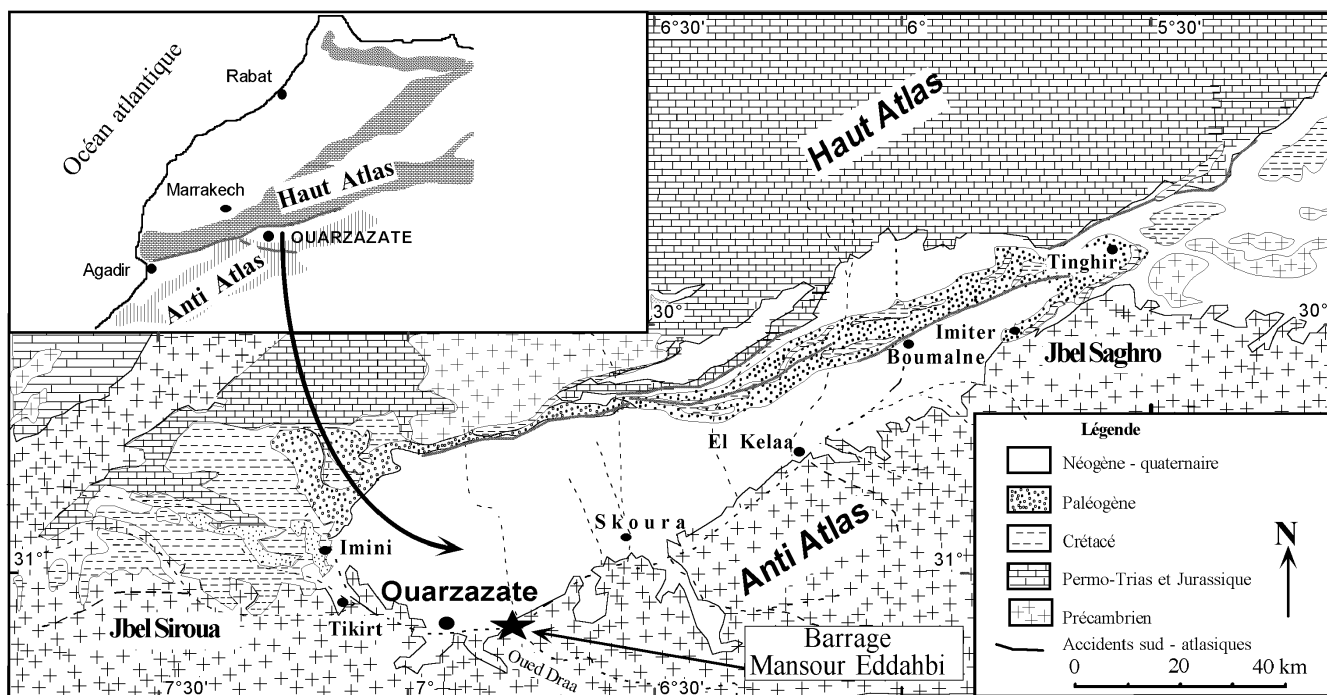 6°30'
6°
5°30'
Océan atlantique
Rabat
Marrakech
Haut Atlas
OUARZAZATE
Agadir
Anti Atlas
Haut Atlas
Tinghir
30'
30'
Imiter
Boumalne
Jbel Saghro
El Kelaa
Skoura
Anti Atlas
Imini
31°
31°
Ouarzazate
Tikirt
Jbel Siroua
Oued Draa
Barrage
Mansour Eddahbi
7°30'
7°
6°30'
Légende
Néogène - quaternaire
Paléogène
Crétacé
Permo-Trias et Jurassique
Précambrien
Accidents sud - atlasiques
N
0 20 40 km